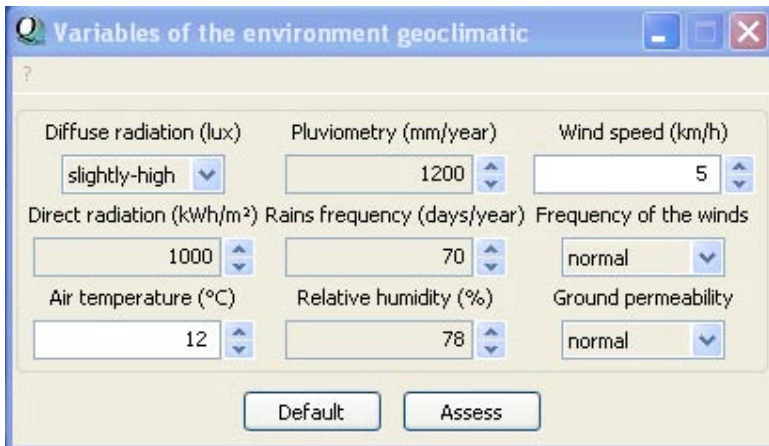 Variables of the environment geoclimatic
?
Diffuse radiation (lux) Pluviometry (mm/year) Wind speed (km/h)
slightly-high 1200 5
Direct radiation (kWh/m²) Rains frequency (days/year) Frequency of the winds
1000 70 normal
Air temperature (°C) Relative humidity (%) Ground permeability
12 78 normal
Default Assess